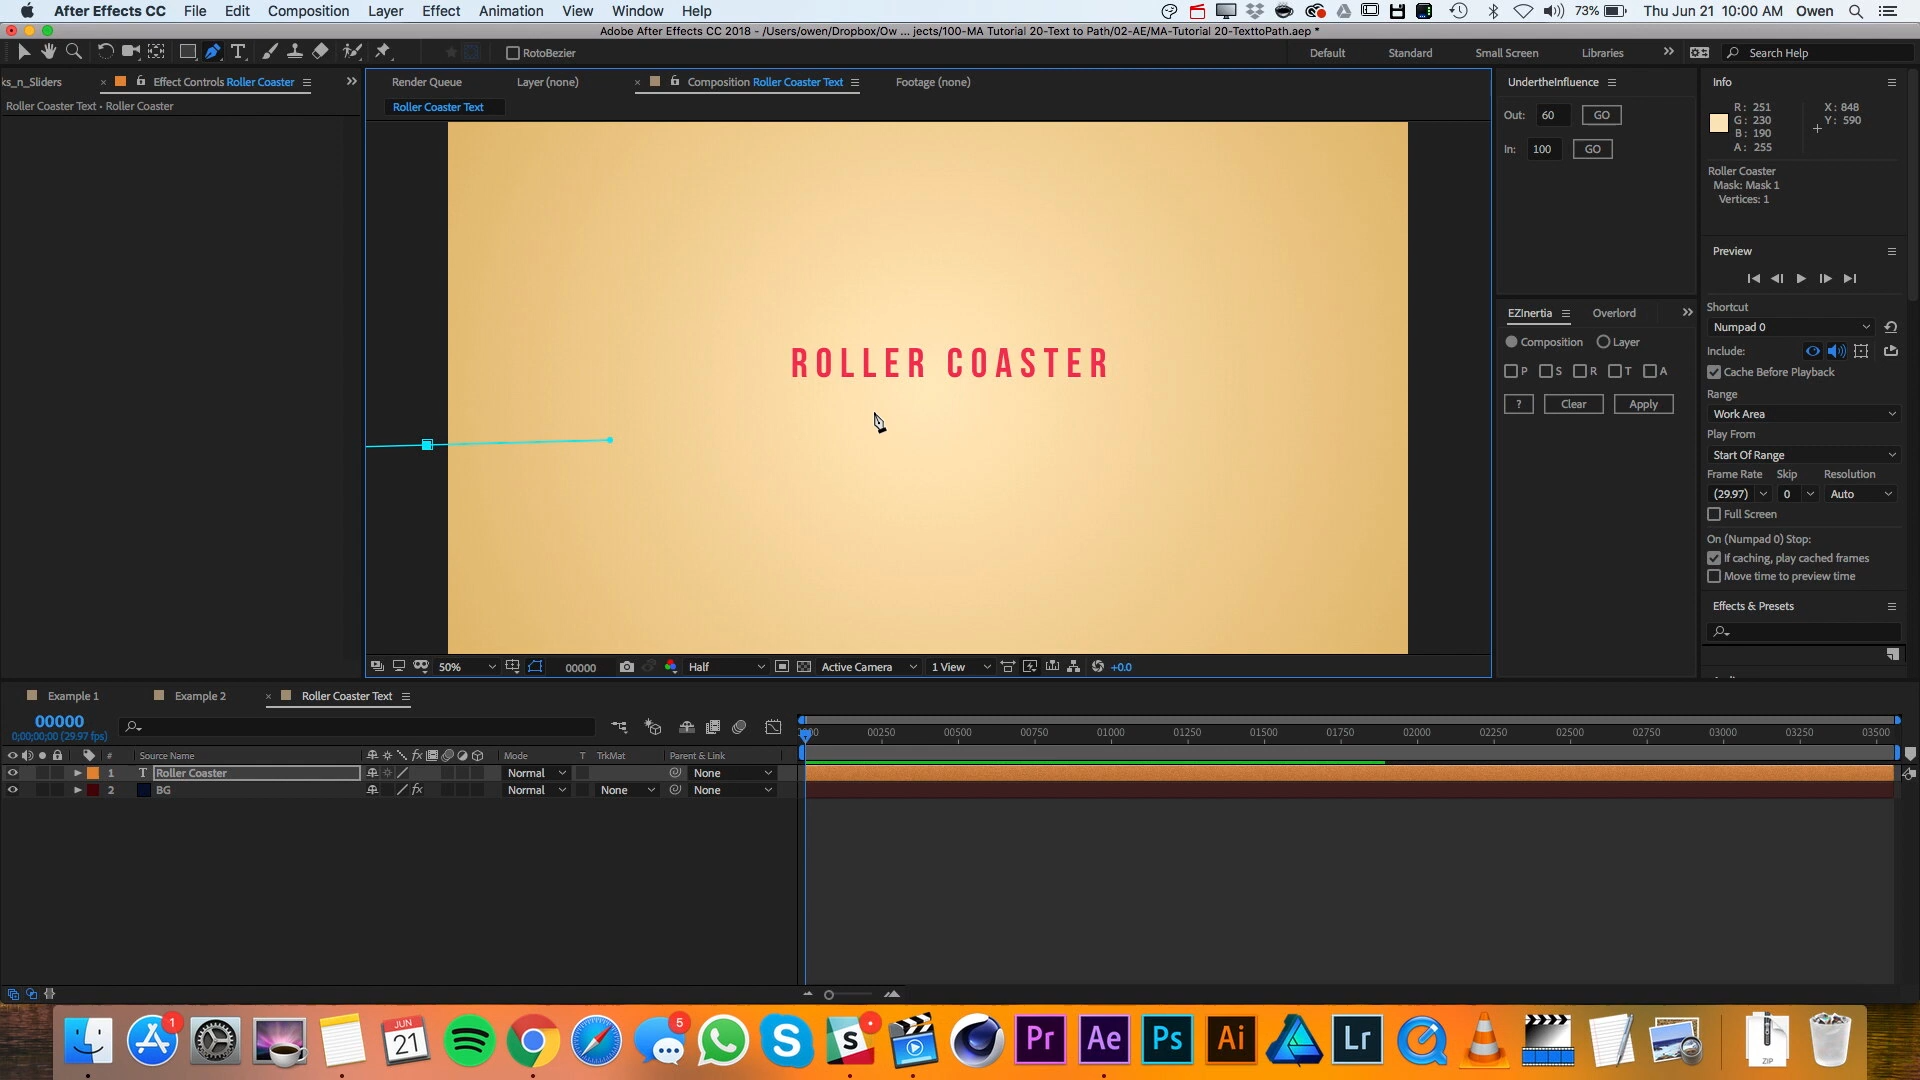 After Effects CC File Edit Composition Layer Effect Animation View Window Help 73% Thu Jun 21 10:00 AM Owen
Adobe After Effects CC 2018 - /Users/owen/Dropbox/Ow ... jects/100-MA Tutorial 20-Text to Path/02-AE/MA-Tutorial 20-TexttoPath.aep *
RotoBezier Default Standard Small Screen Libraries Search Help
ks_n_Sliders Effect Controls Roller Coaster
Roller Coaster Text • Roller Coaster
Render Queue Layer (none) Composition Roller Coaster Text Footage (none)
Roller Coaster Text
ROLLER COASTER
50% 00000 Half Active Camera 1 View +0.0
UndertheInfluence
Out: 60 GO
In: 100 GO
EZInertia Overlord
Composition Layer
P S R T A
? Clear Apply
Info
R: 251 X: 848
G: 230 Y: 590
B: 190
A: 255
Roller Coaster
Mask: Mask 1
Vertices: 1
Preview
Shortcut
Numpad 0
Include:
Cache Before Playback
Range
Work Area
Play From
Start Of Range
Frame Rate Skip Resolution
(29.97) 0 Auto
Full Screen
On (Numpad 0) Stop:
If caching, play cached frames
Move time to preview time
Effects & Presets
Example 1 Example 2 Roller Coaster Text
00000
0;00;00;00 (29.97 fps)
# Source Name fx Mode T TrkMat Parent & Link
1 T Roller Coaster Normal None
2 BG fx Normal None None
00250 00500 00750 01000 01250 01500 01750 02000 02250 02500 02750 03000 03250 03500
1 JUN 21 5 Pr Ae Ps Ai Lr ZIP